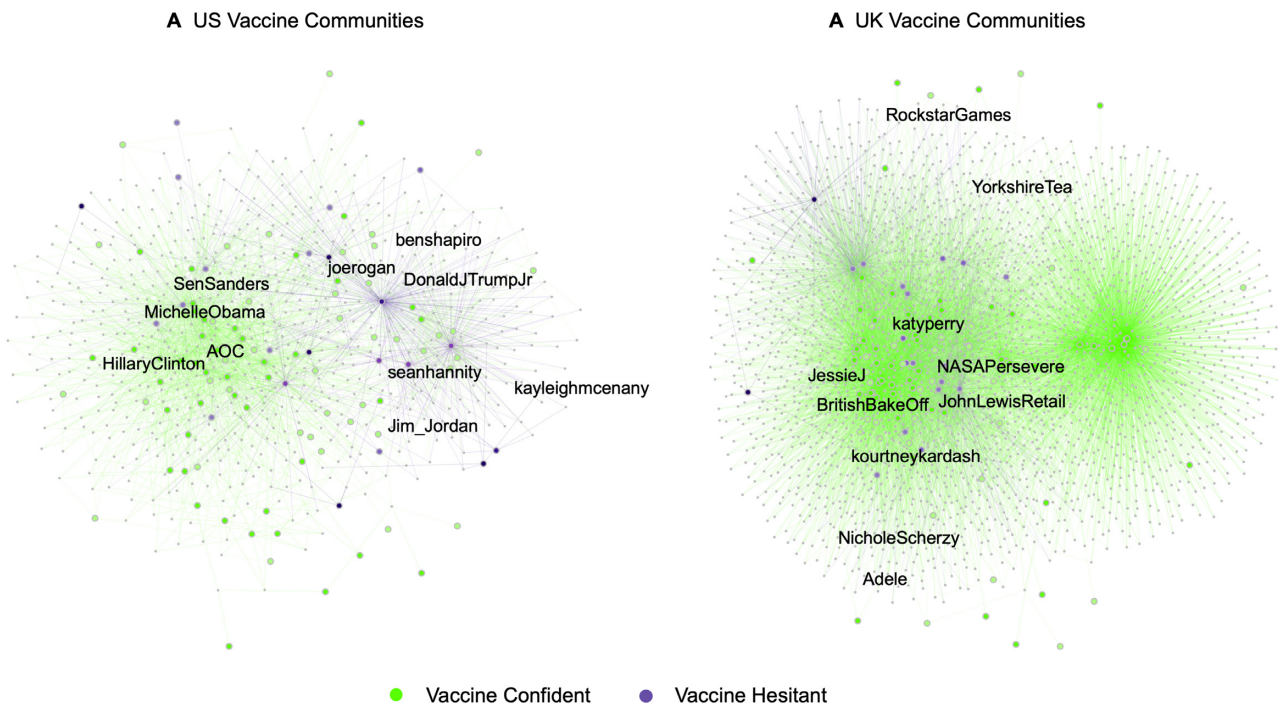 A US Vaccine Communities
A UK Vaccine Communities
benshapiro
joerogan
DonaldJTrumpJr
SenSanders
MichelleObama
AOC
HillaryClinton
seanhannity
kayleighmcenany
Jim_Jordan
RockstarGames
YorkshireTea
katyperry
NASAPersevere
JessieJ
BritishBakeOff
JohnLewisRetail
kourtneykardash
NicholeScherzy
Adele
Vaccine Confident
Vaccine Hesitant